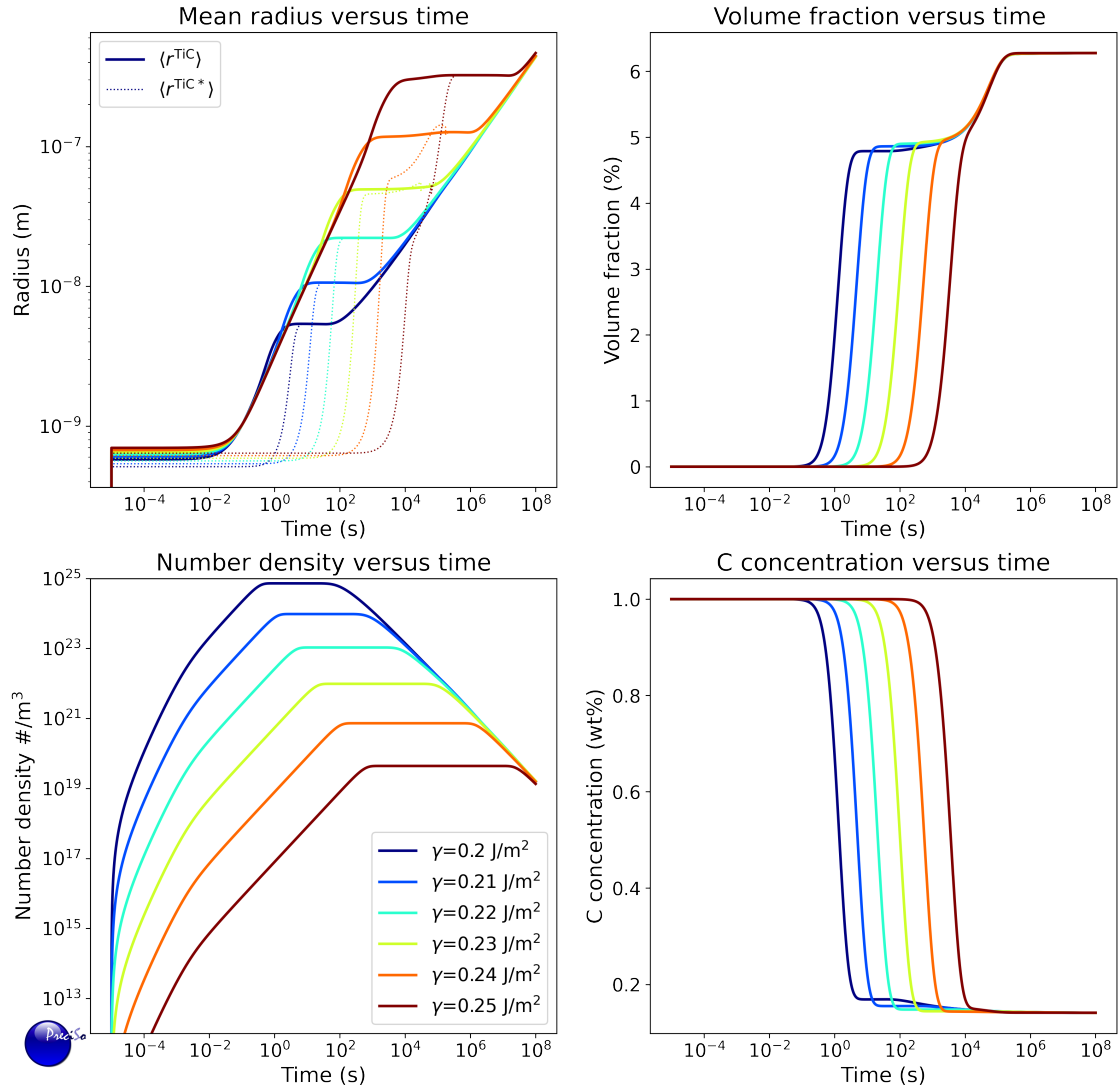 Mean radius versus time
⟨r^TiC⟩
⟨r^TiC*⟩
10^−7
10^−8
10^−9
Radius (m)
10^−4 10^−2 10^0 10^2 10^4 10^6 10^8
Time (s)
Volume fraction versus time
6
5
4
3
2
1
0
Volume fraction (%)
10^−4 10^−2 10^0 10^2 10^4 10^6 10^8
Time (s)
Number density versus time
10^25
10^23
10^21
10^19
10^17
10^15
10^13
Number density #/m^3
γ=0.2 J/m^2
γ=0.21 J/m^2
γ=0.22 J/m^2
γ=0.23 J/m^2
γ=0.24 J/m^2
γ=0.25 J/m^2
10^−4 10^−2 10^0 10^2 10^4 10^6 10^8
Time (s)
PreciSo
C concentration versus time
1.0
0.8
0.6
0.4
0.2
C concentration (wt%)
10^−4 10^−2 10^0 10^2 10^4 10^6 10^8
Time (s)